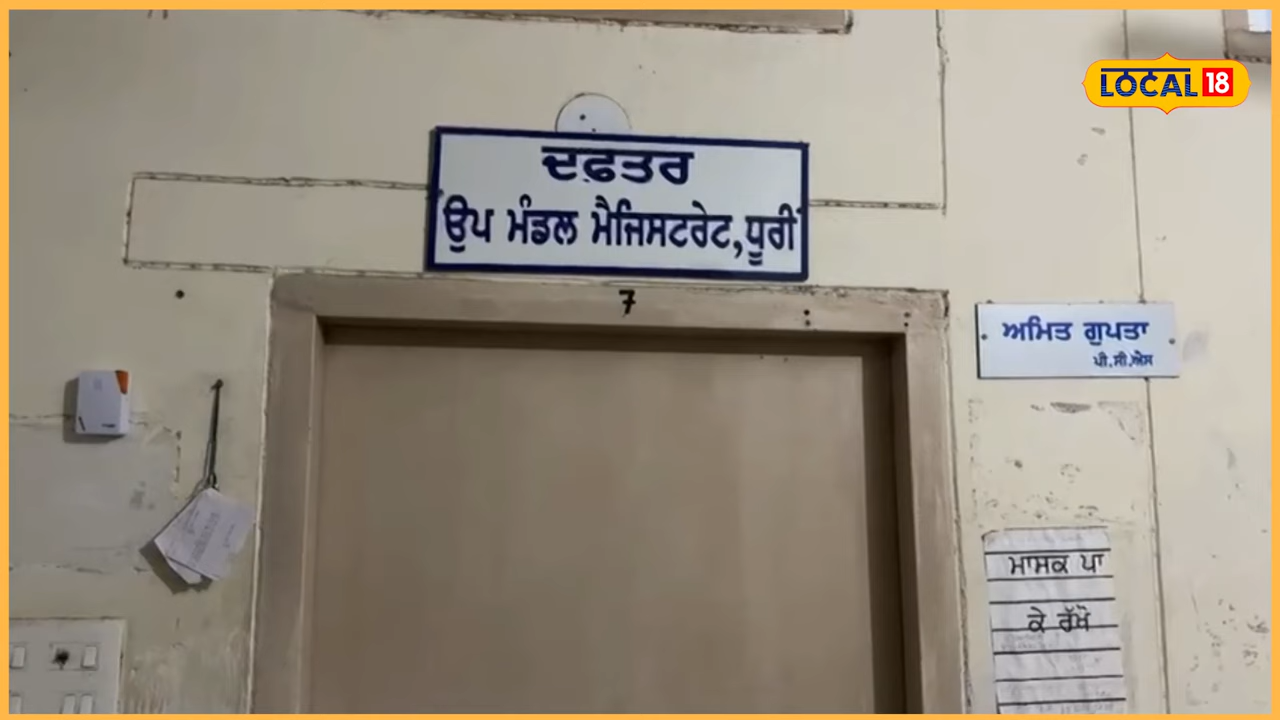 LOCAL 18
ਦਫ਼ਤਰ
ਉਪ ਮੰਡਲ ਮੈਜਿਸਟਰੇਟ, ਧੂਰੀ
7
ਅਮਿਤ ਗੁਪਤਾ
ਪੀ.ਸੀ.ਐਸ
ਮਾਸਕ ਪਾ
ਕੇ ਰੱਖੋ